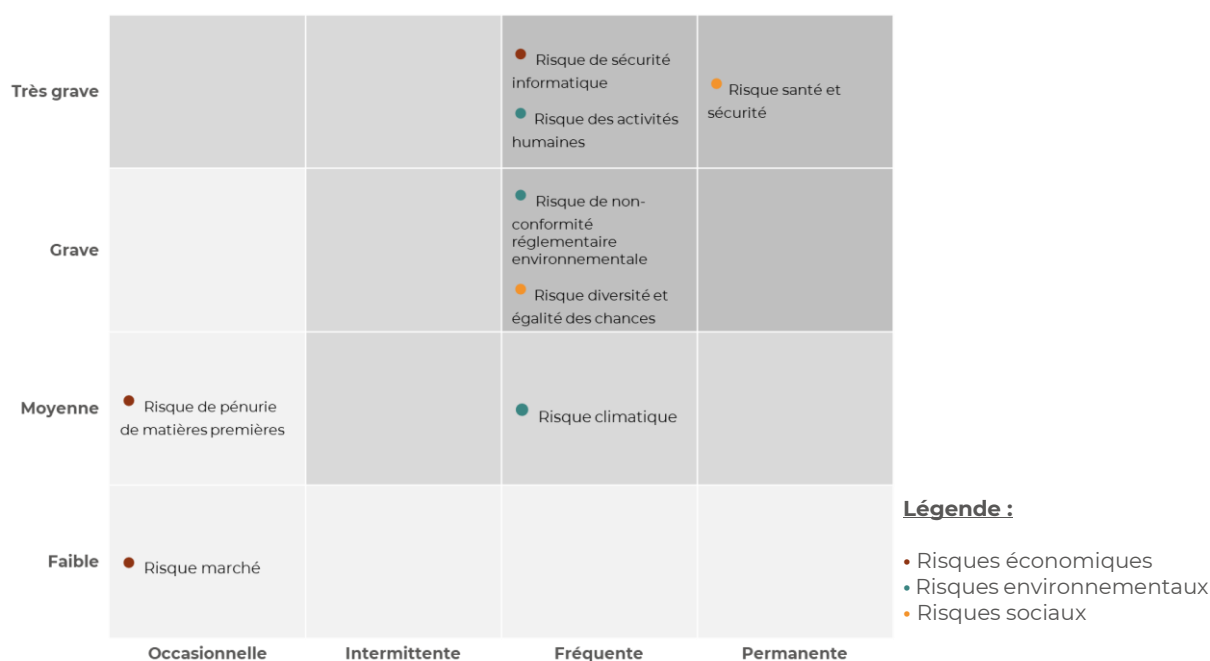 Très grave
• Risque de sécurité
informatique
• Risque des activités
humaines
• Risque santé et
sécurité
Grave
• Risque de non-
conformité
réglementaire
environnementale
• Risque diversité et
égalité des chances
Moyenne
• Risque de pénurie
de matières premières
• Risque climatique
Faible
• Risque marché
Légende :
• Risques économiques
• Risques environnementaux
• Risques sociaux
Occasionnelle
Intermittente
Fréquente
Permanente